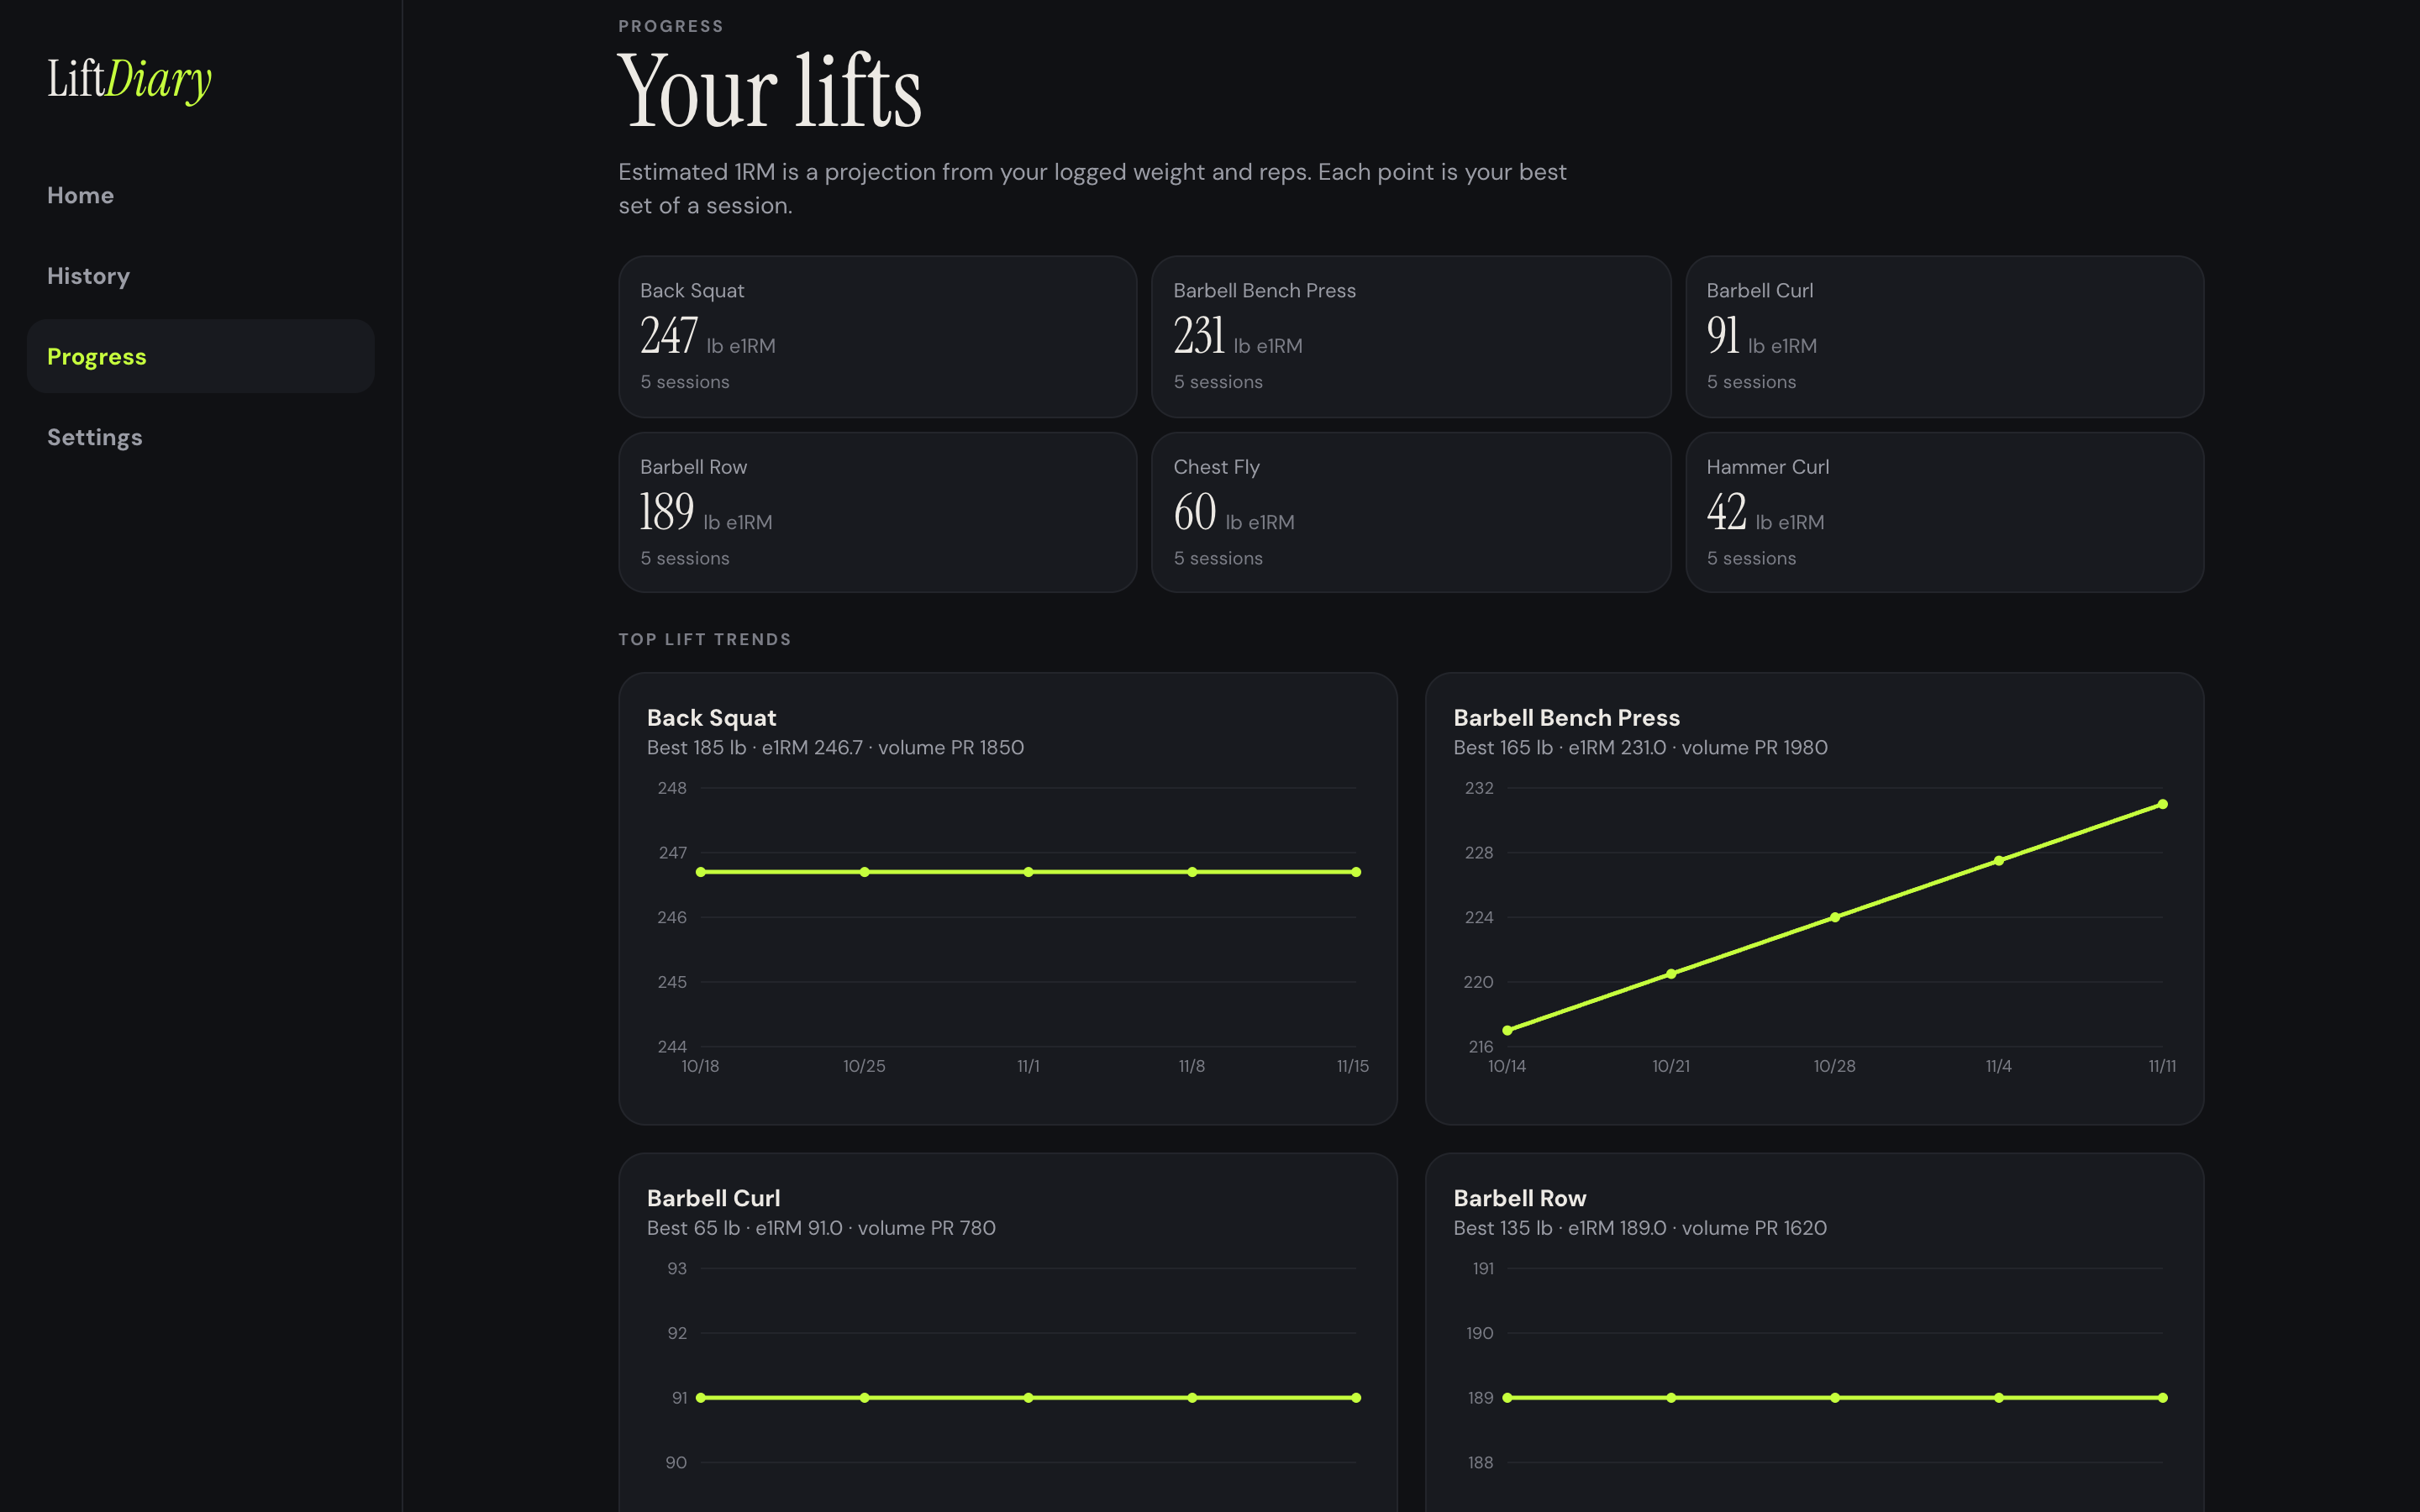 LiftDiary
Home
History
Progress
Settings
PROGRESS
Your lifts
Estimated 1RM is a projection from your logged weight and reps. Each point is your best
set of a session.
Back Squat
247 lb e1RM
5 sessions
Barbell Bench Press
231 lb e1RM
5 sessions
Barbell Curl
91 lb e1RM
5 sessions
Barbell Row
189 lb e1RM
5 sessions
Chest Fly
60 lb e1RM
5 sessions
Hammer Curl
42 lb e1RM
5 sessions
TOP LIFT TRENDS
Back Squat
Best 185 lb · e1RM 246.7 · volume PR 1850
248
247
246
245
244
10/18 10/25 11/1 11/8 11/15
Barbell Bench Press
Best 165 lb · e1RM 231.0 · volume PR 1980
232
228
224
220
216
10/14 10/21 10/28 11/4 11/11
Barbell Curl
Best 65 lb · e1RM 91.0 · volume PR 780
93
92
91
90
Barbell Row
Best 135 lb · e1RM 189.0 · volume PR 1620
191
190
189
188